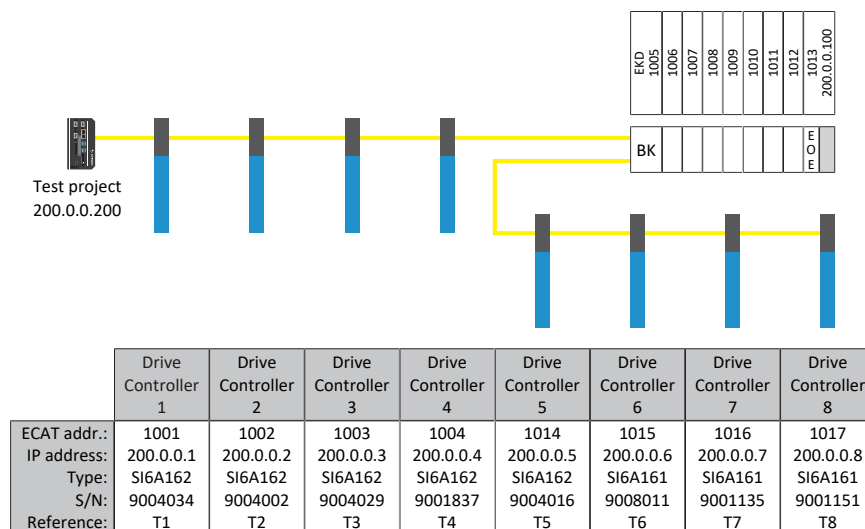 EKD
1005
1006
1007
1008
1009
1010
1011
1012
1013
200.0.0.100
BK
E
O
E
Test project
200.0.0.200
Drive Controller 1 Drive Controller 2 Drive Controller 3 Drive Controller 4 Drive Controller 5 Drive Controller 6 Drive Controller 7 Drive Controller 8
ECAT addr.: 1001 1002 1003 1004 1014 1015 1016 1017
IP address: 200.0.0.1 200.0.0.2 200.0.0.3 200.0.0.4 200.0.0.5 200.0.0.6 200.0.0.7 200.0.0.8
Type: SI6A162 SI6A162 SI6A162 SI6A162 SI6A162 SI6A161 SI6A161 SI6A161
S/N: 9004034 9004002 9004029 9001837 9004016 9008011 9001135 9001151
Reference: T1 T2 T3 T4 T5 T6 T7 T8